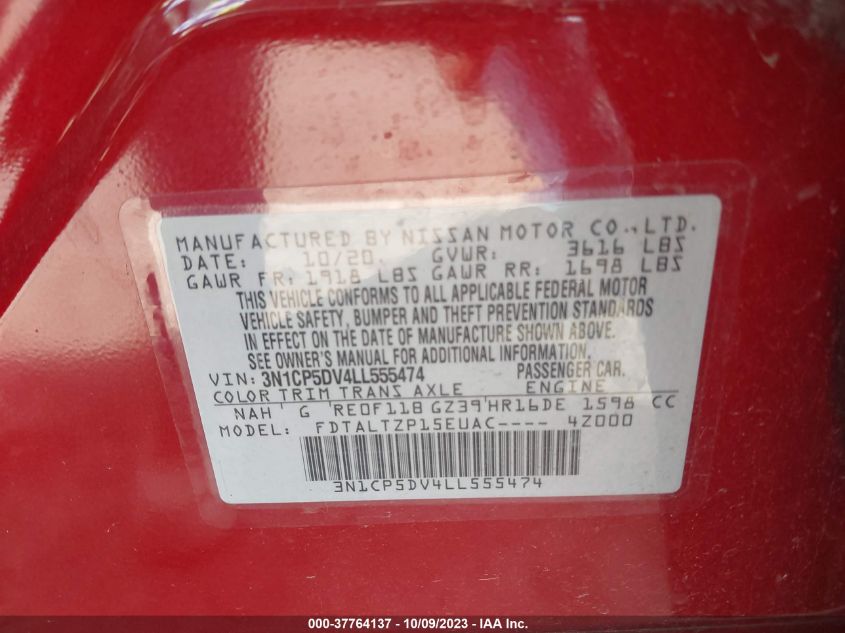 MANUFACTURED BY NISSAN MOTOR CO.,LTD.
DATE: 10/20. GVWR: 3616 LBS
GAWR FR: 1918 LBS GAWR RR: 1698 LBS
THIS VEHICLE CONFORMS TO ALL APPLICABLE FEDERAL MOTOR
VEHICLE SAFETY, BUMPER AND THEFT PREVENTION STANDARDS
IN EFFECT ON THE DATE OF MANUFACTURE SHOWN ABOVE.
SEE OWNER'S MANUAL FOR ADDITIONAL INFORMATION.
VIN: 3N1CP5DV4LL555474 PASSENGER CAR.
COLOR TRIM TRANS AXLE ENGINE
NAH G RE0F11B GZ39 HR16DE 1598 CC
MODEL: FDTALTZP15EUAC---- 4Z000
3N1CP5DV4LL555474
000-37764137 - 10/09/2023 - IAA Inc.